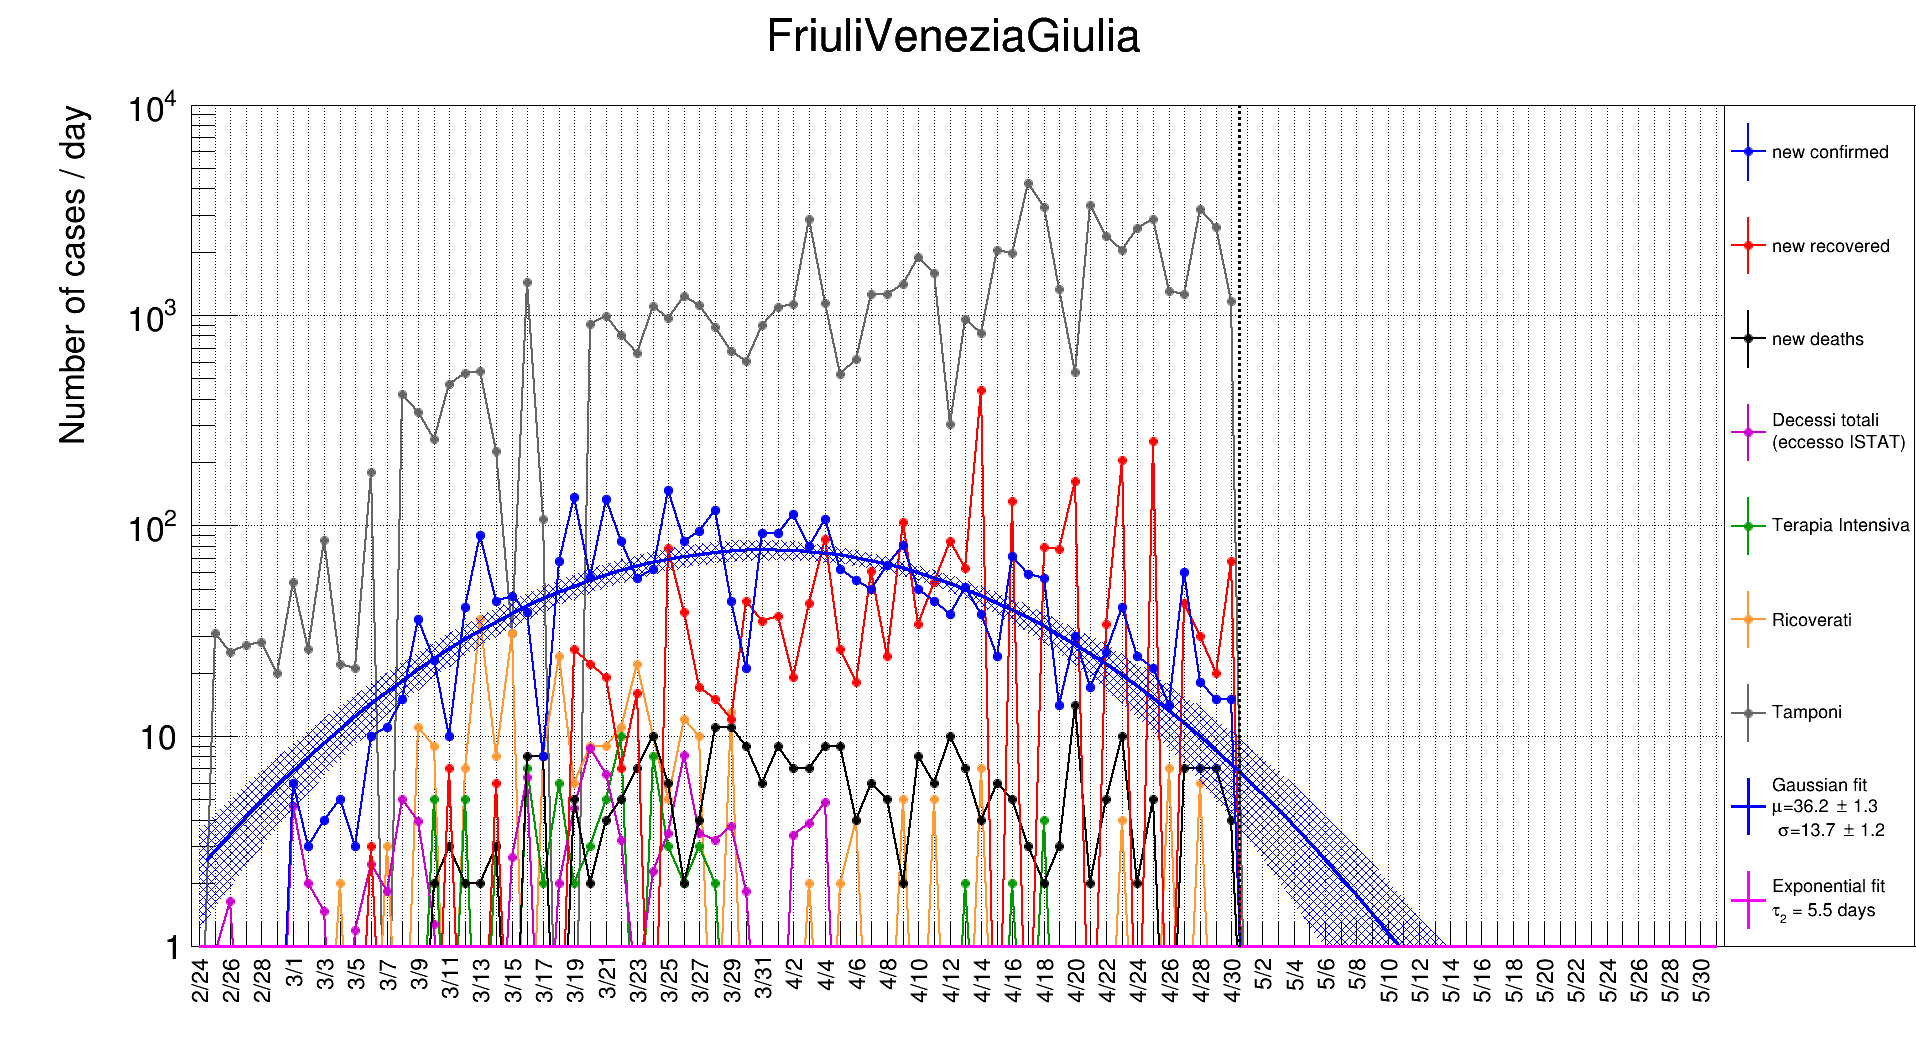 FriuliVeneziaGiulia
Number of cases / day
10^4
10^3
10^2
10
1
2/24 2/26 2/28 3/1 3/3 3/5 3/7 3/9 3/11 3/13 3/15 3/17 3/19 3/21 3/23 3/25 3/27 3/29 3/31 4/2 4/4 4/6 4/8 4/10 4/12 4/14 4/16 4/18 4/20 4/22 4/24 4/26 4/28 4/30 5/2 5/4 5/6 5/8 5/10 5/12 5/14 5/16 5/18 5/20 5/22 5/24 5/26 5/28 5/30
new confirmed
new recovered
new deaths
Decessi totali
(eccesso ISTAT)
Terapia Intensiva
Ricoverati
Tamponi
Gaussian fit
μ=36.2 ± 1.3
σ=13.7 ± 1.2
Exponential fit
τ₂ = 5.5 days